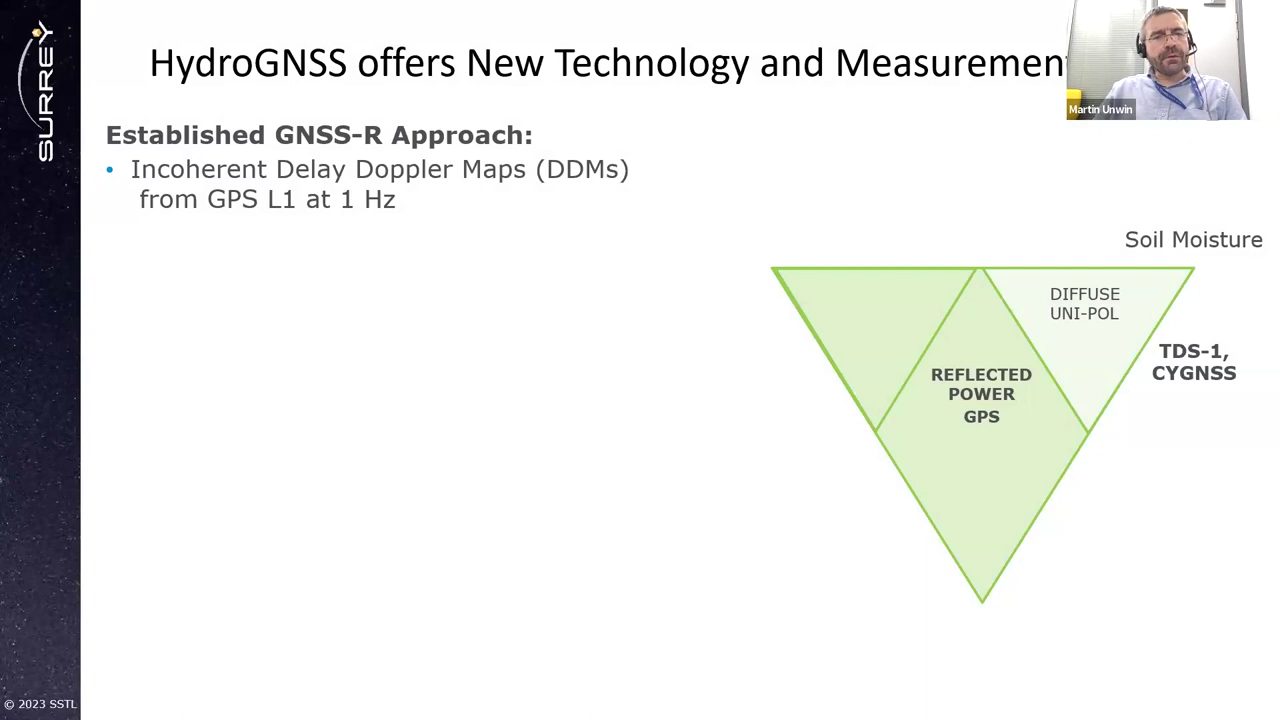 SURREY
HydroGNSS offers New Technology and Measurement
Martin Unwin
Established GNSS-R Approach:
• Incoherent Delay Doppler Maps (DDMs)
from GPS L1 at 1 Hz
Soil Moisture
DIFFUSE
UNI-POL
TDS-1,
CYGNSS
REFLECTED
POWER
GPS
© 2023 SSTL